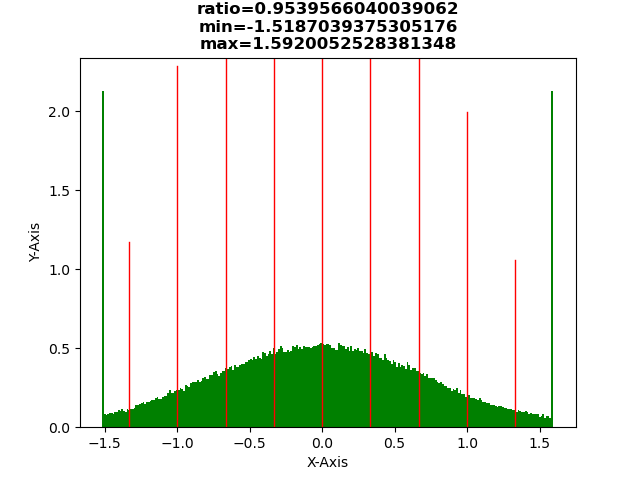 ratio=0.9539566040039062
min=-1.5187039375305176
max=1.5920052528381348
2.0
1.5
1.0
0.5
0.0
Y-Axis
−1.5 −1.0 −0.5 0.0 0.5 1.0 1.5
X-Axis